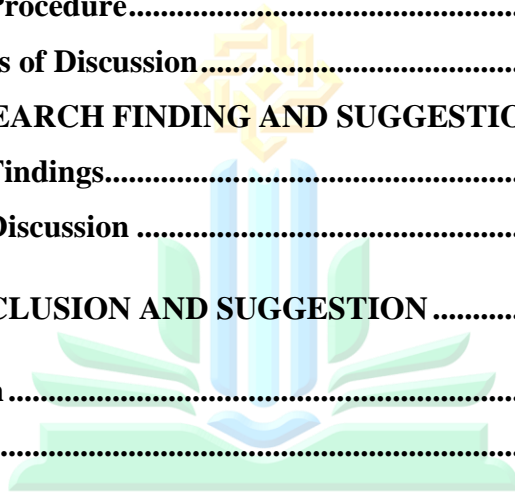 Procedure....................................................
s of Discussion..........................................
EARCH FINDING AND SUGGESTIO
Findings.......................................................
Discussion ..................................................
CLUSION AND SUGGESTION ............
n ....................................................................
.......................................................................